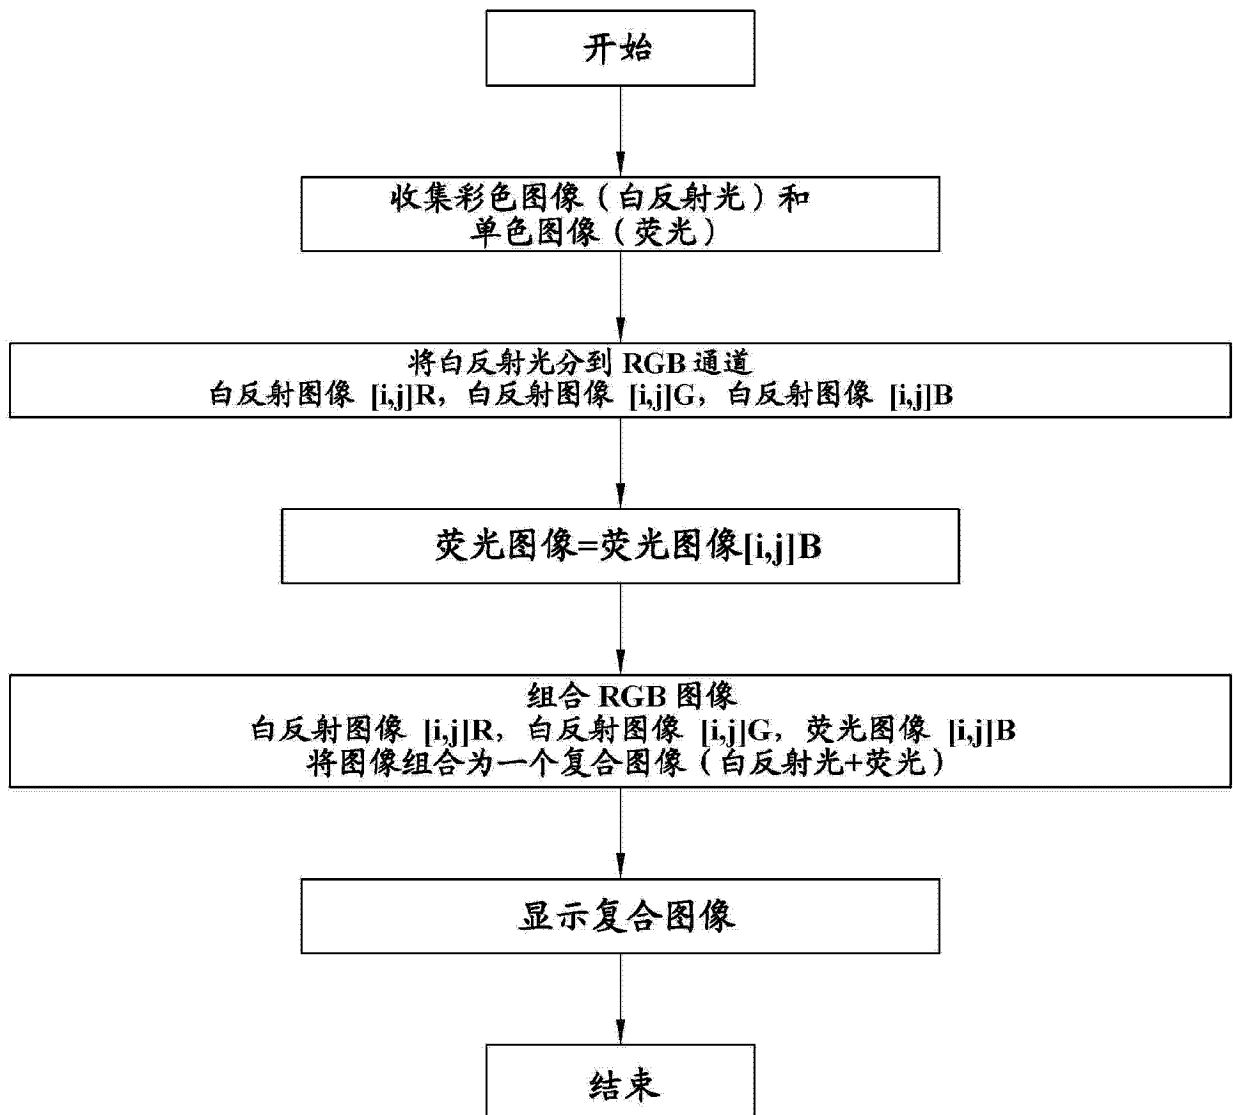 开始
收集彩色图像（白反射光）和
单色图像（荧光）
将白反射光分到 RGB 通道
白反射图像 [i,j]R，白反射图像 [i,j]G，白反射图像 [i,j]B
荧光图像=荧光图像[i,j]B
组合 RGB 图像
白反射图像 [i,j]R，白反射图像 [i,j]G，荧光图像 [i,j]B
将图像组合为一个复合图像（白反射光+荧光）
显示复合图像
结束